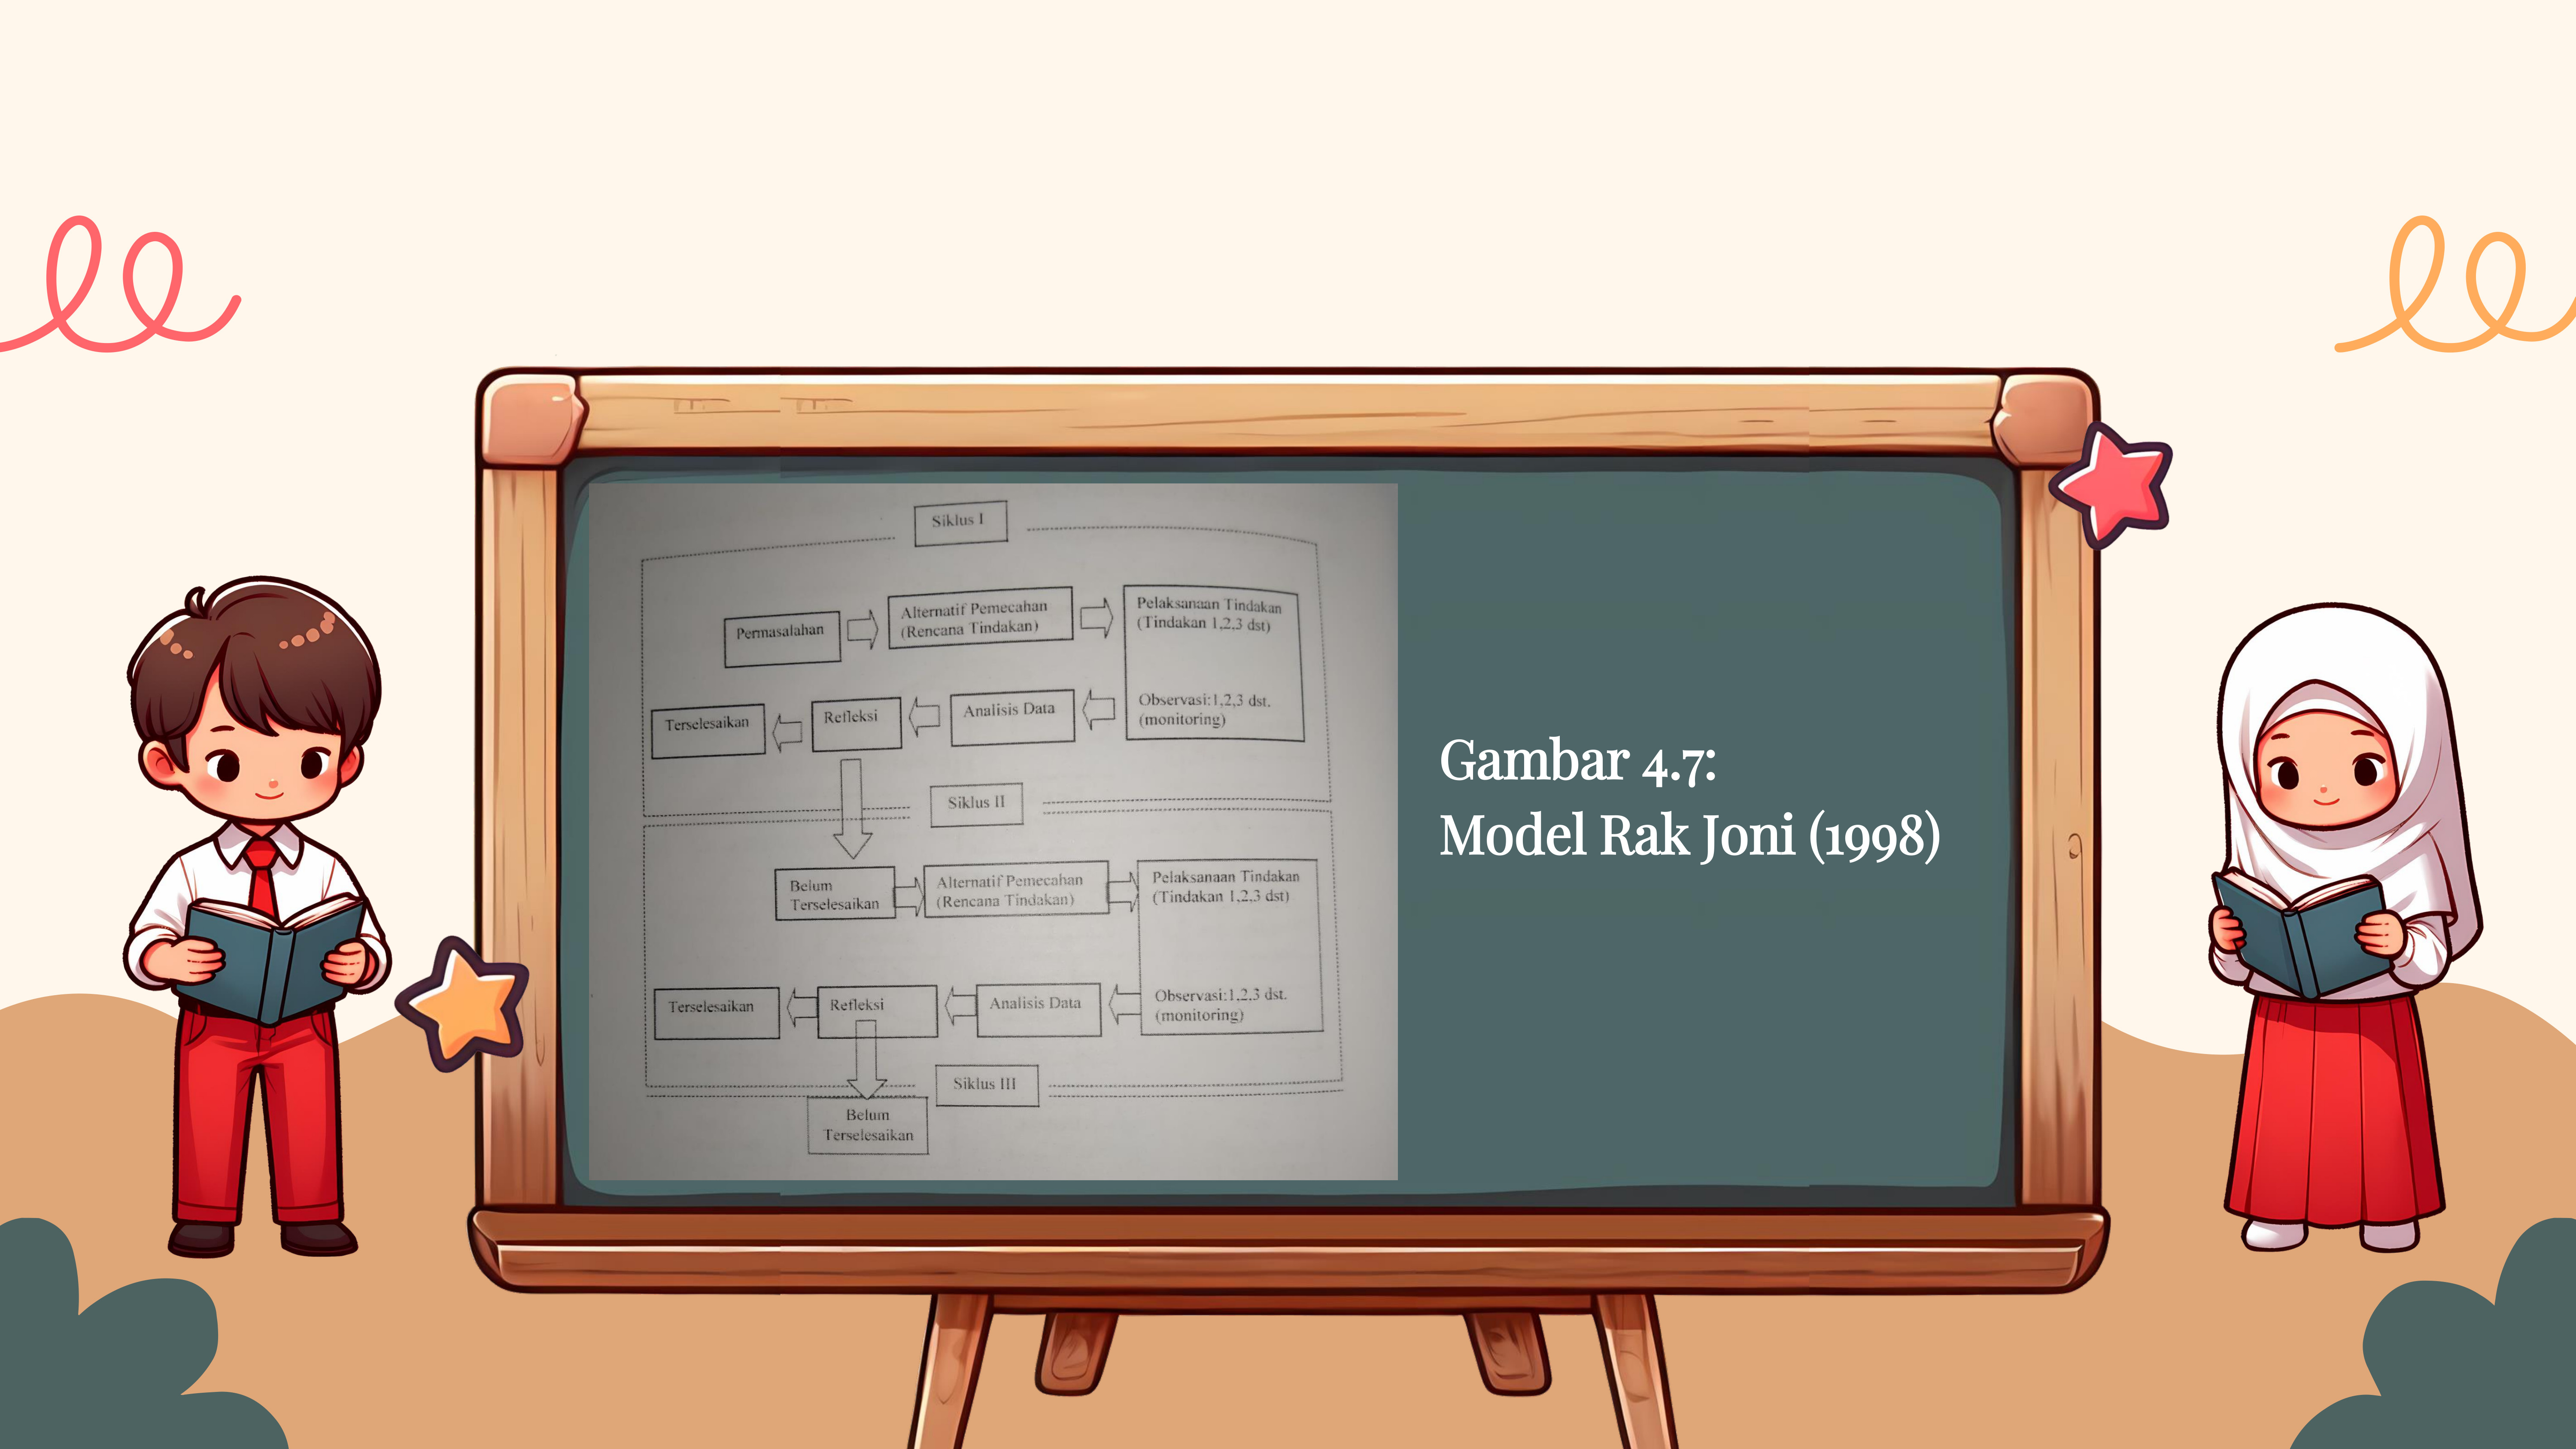 Siklus I
Permasalahan
Alternatif Pemecahan
(Rencana Tindakan)
Pelaksanaan Tindakan
(Tindakan 1,2,3 dst)
Observasi:1,2,3 dst.
(monitoring)
Analisis Data
Refleksi
Terselesaikan
Siklus II
Belum
Terselesaikan
Alternatif Pemecahan
(Rencana Tindakan)
Pelaksanaan Tindakan
(Tindakan 1,2,3 dst)
Observasi:1,2,3 dst.
(monitoring)
Analisis Data
Refleksi
Terselesaikan
Siklus III
Belum
Terselesaikan
Gambar 4.7:
Model Rak Joni (1998)